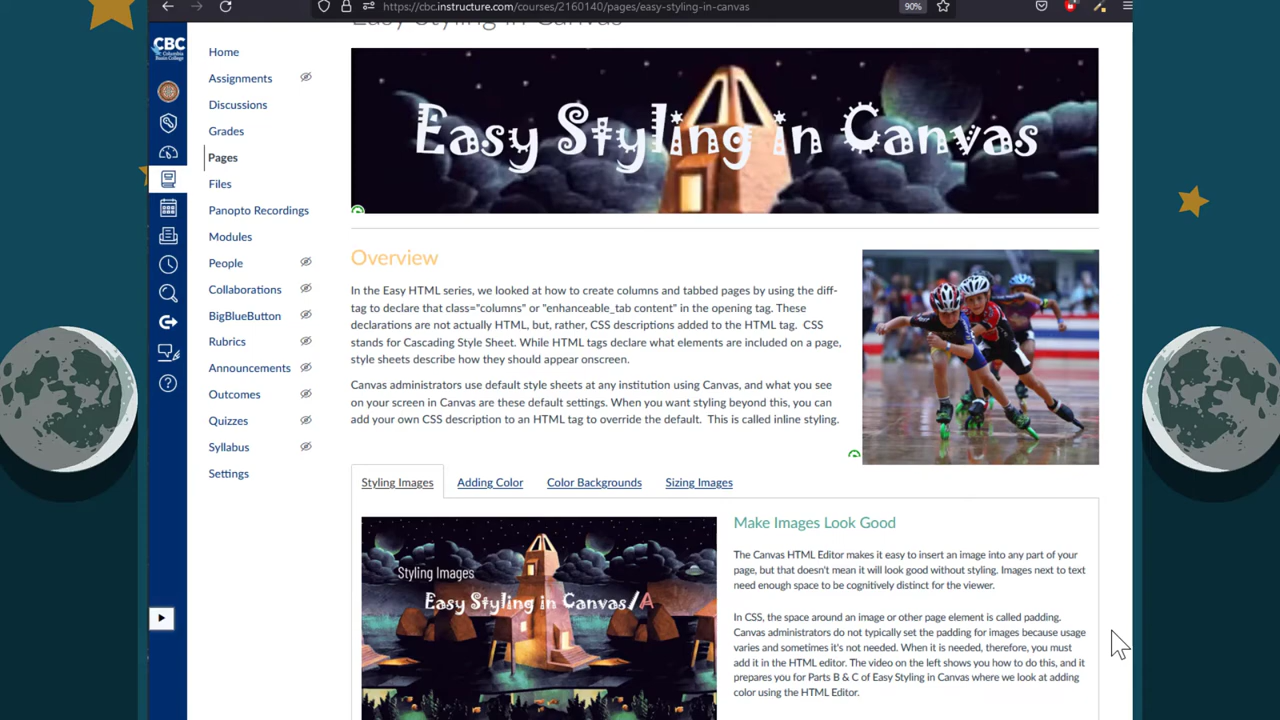 https://cbc.instructure.com/courses/2160140/pages/easy-styling-in-canvas
90%
Easy Styling in Canvas
CBC
Columbia
Basin College
Home
Assignments
Discussions
Grades
Pages
Files
Panopto Recordings
Modules
People
Collaborations
BigBlueButton
Rubrics
Announcements
Outcomes
Quizzes
Syllabus
Settings
Easy Styling in Canvas
Overview
In the Easy HTML series, we looked at how to create columns and tabbed pages by using the diff-
tag to declare that class="columns" or "enhanceable_tab content" in the opening tag. These
declarations are not actually HTML, but, rather, CSS descriptions added to the HTML tag. CSS
stands for Cascading Style Sheet. While HTML tags declare what elements are included on a page,
style sheets describe how they should appear onscreen.
Canvas administrators use default style sheets at any institution using Canvas, and what you see
on your screen in Canvas are these default settings. When you want styling beyond this, you can
add your own CSS description to an HTML tag to override the default. This is called inline styling.
Styling Images
Adding Color
Color Backgrounds
Sizing Images
Styling Images
Easy Styling in Canvas/A
Make Images Look Good
The Canvas HTML Editor makes it easy to insert an image into any part of your
page, but that doesn't mean it will look good without styling. Images next to text
need enough space to be cognitively distinct for the viewer.
In CSS, the space around an image or other page element is called padding.
Canvas administrators do not typically set the padding for images because usage
varies and sometimes it's not needed. When it is needed, therefore, you must
add it in the HTML editor. The video on the left shows you how to do this, and it
prepares you for Parts B & C of Easy Styling in Canvas where we look at adding
color using the HTML Editor.